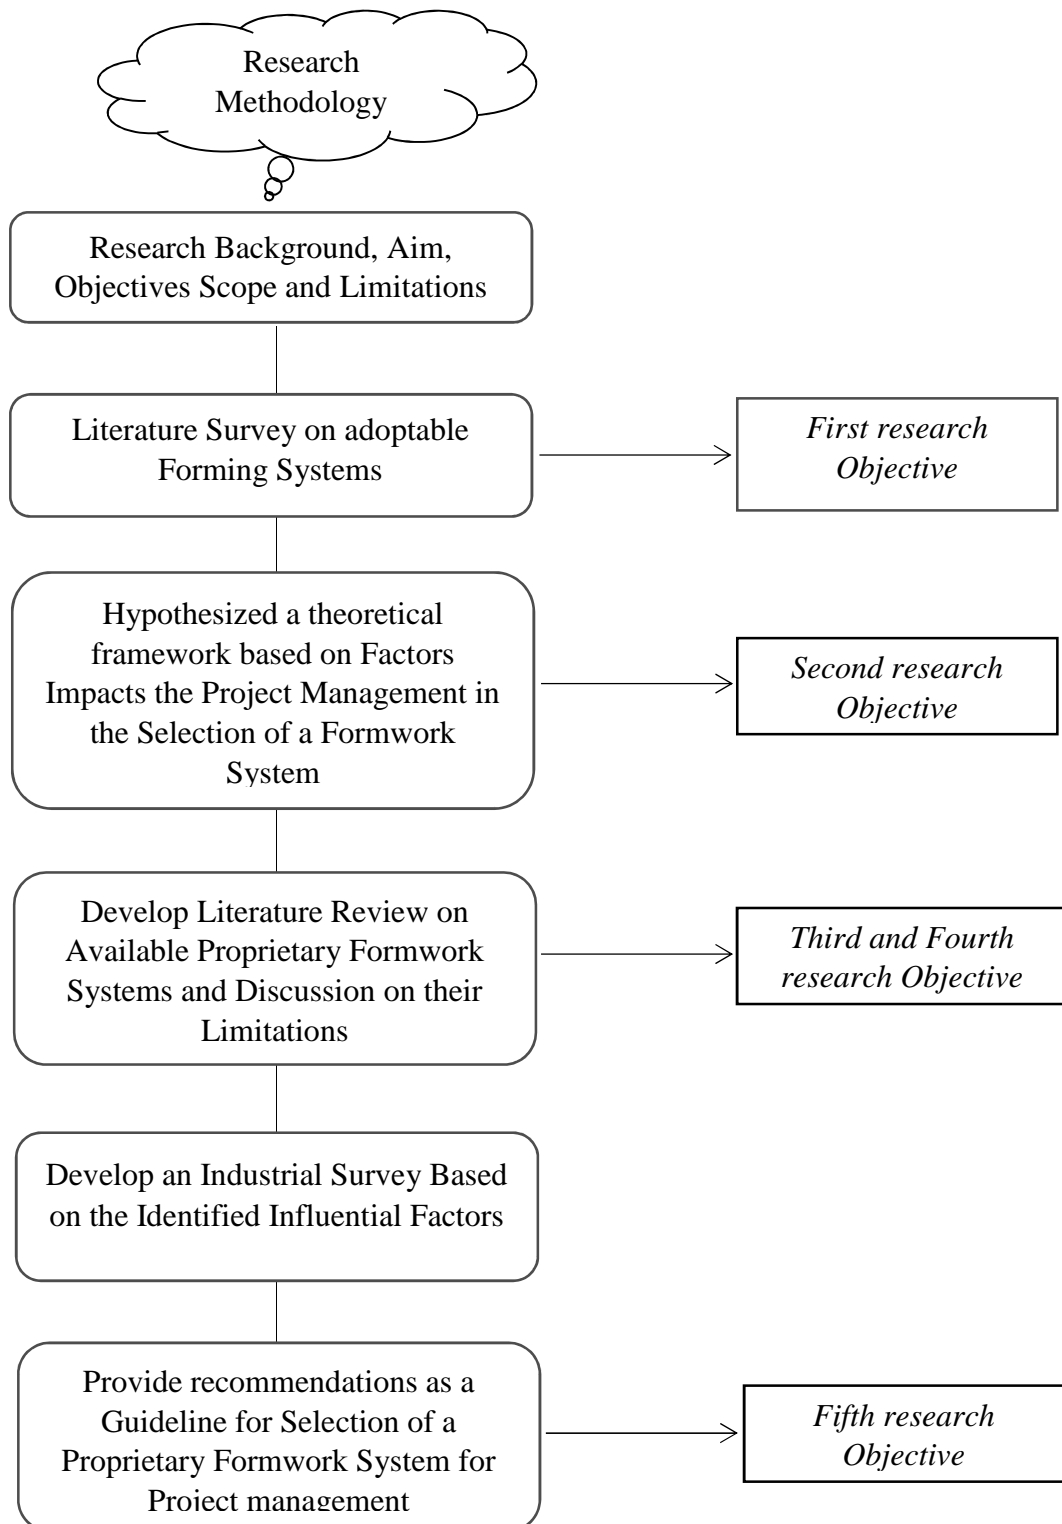 Research
Methodology
Research Background, Aim,
Objectives Scope and Limitations
Literature Survey on adoptable
Forming Systems
First research
Objective
Hypothesized a theoretical
framework based on Factors
Impacts the Project Management in
the Selection of a Formwork
System
Second research
Objective
Develop Literature Review on
Available Proprietary Formwork
Systems and Discussion on their
Limitations
Third and Fourth
research Objective
Develop an Industrial Survey Based
on the Identified Influential Factors
Provide recommendations as a
Guideline for Selection of a
Proprietary Formwork System for
Project management
Fifth research
Objective